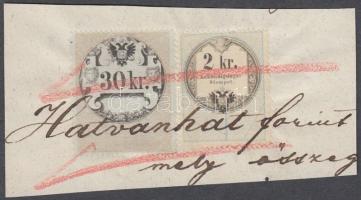 30 kr.
2 kr.
Hatvanhat forint
mely összeg